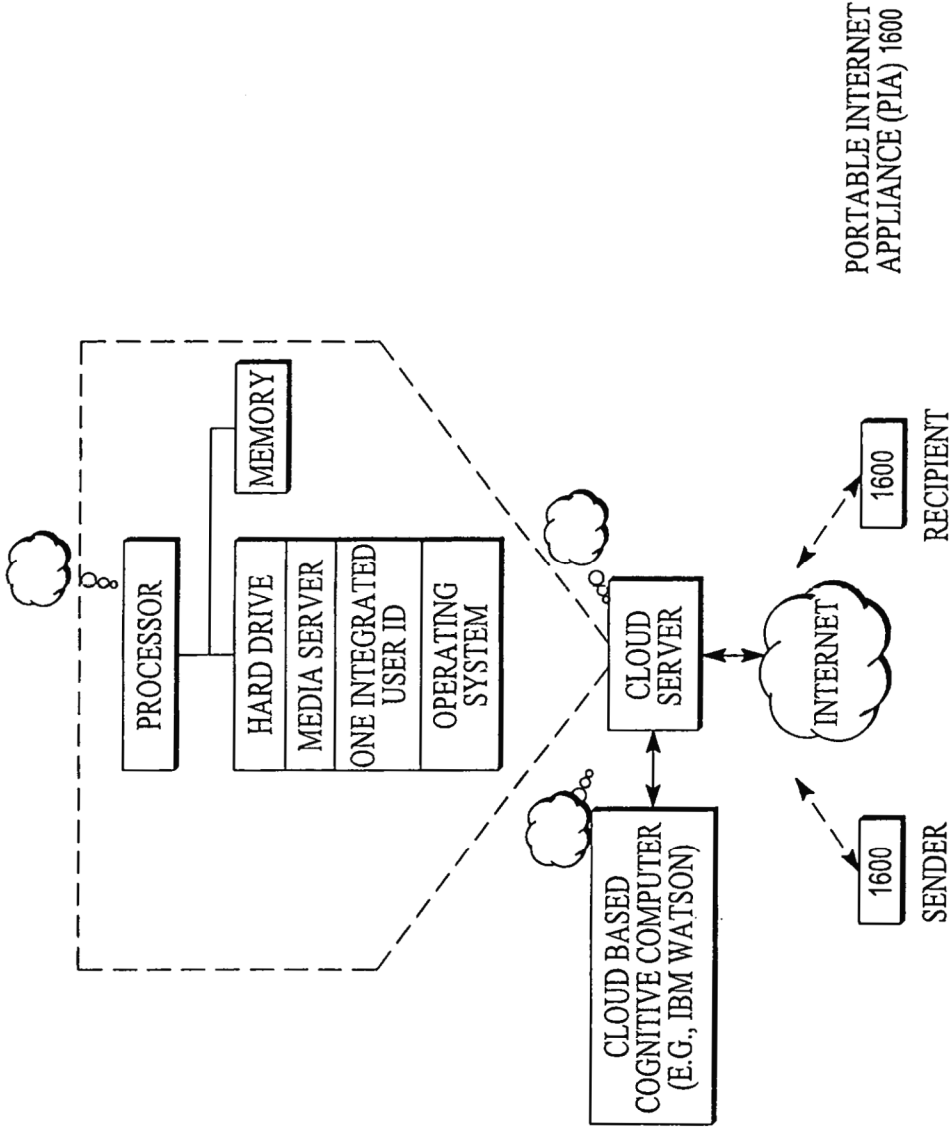 PROCESSOR
MEMORY
HARD DRIVE
MEDIA SERVER
ONE INTEGRATED
USER ID
OPERATING
SYSTEM
CLOUD BASED
COGNITIVE COMPUTER
(E.G., IBM WATSON)
CLOUD
SERVER
INTERNET
1600
SENDER
1600
RECIPIENT
PORTABLE INTERNET
APPLIANCE (PIA) 1600